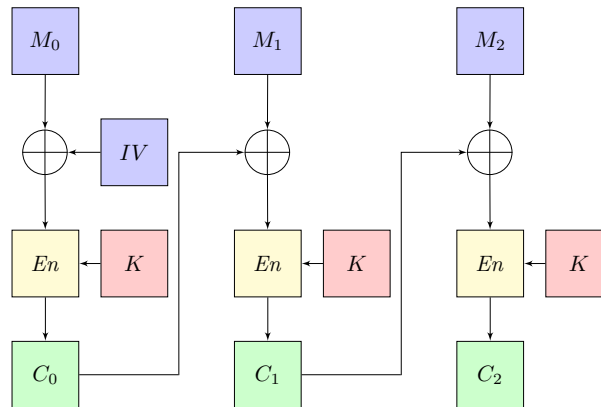 M₀ M₁ M₂
IV
En K En K En K
C₀ C₁ C₂